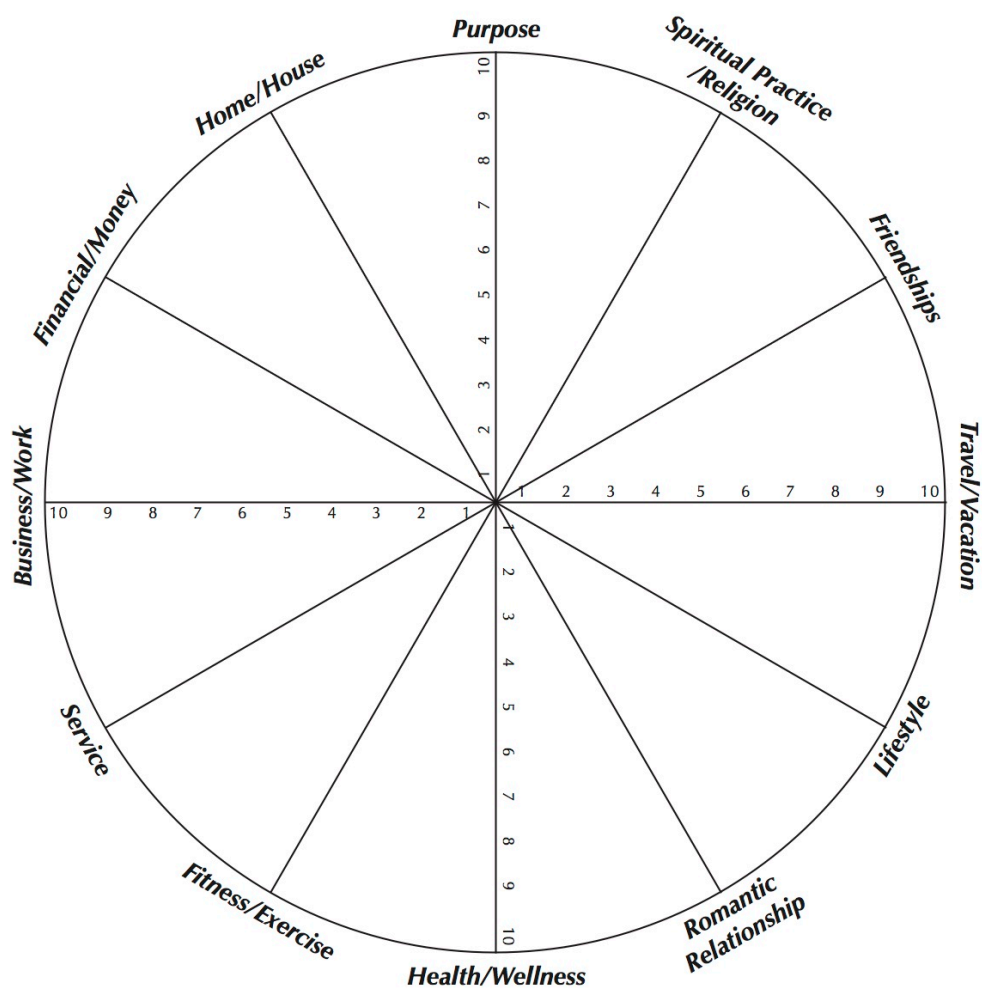 Purpose
Spiritual Practice
/Religion
Friendships
Travel/Vacation
Lifestyle
Romantic
Relationship
Health/Wellness
Fitness/Exercise
Service
Business/Work
Financial/Money
Home/House
10
9
8
7
6
5
4
3
2
1
1 2 3 4 5 6 7 8 9 10
10 9 8 7 6 5 4 3 2 1
1
2
3
4
5
6
7
8
9
10